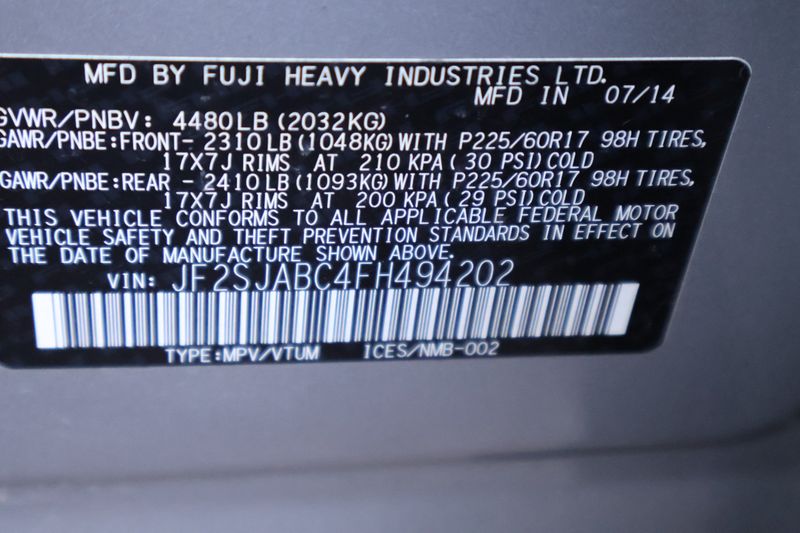 MFD BY FUJI HEAVY INDUSTRIES LTD.
MFD IN 07/14
GVWR/PNBV: 4480LB (2032KG)
GAWR/PNBE:FRONT- 2310LB (1048KG) WITH P225/60R17 98H TIRES,
17X7J RIMS AT 210 KPA ( 30 PSI) COLD
GAWR/PNBE:REAR - 2410LB (1093KG) WITH P225/60R17 98H TIRES,
17X7J RIMS AT 200 KPA ( 29 PSI) COLD
THIS VEHICLE CONFORMS TO ALL APPLICABLE FEDERAL MOTOR
VEHICLE SAFETY AND THEFT PREVENTION STANDARDS IN EFFECT ON
THE DATE OF MANUFACTURE SHOWN ABOVE.
VIN: JF2SJABC4FH494202
TYPE:MPV/VTUM ICES/NMB-002